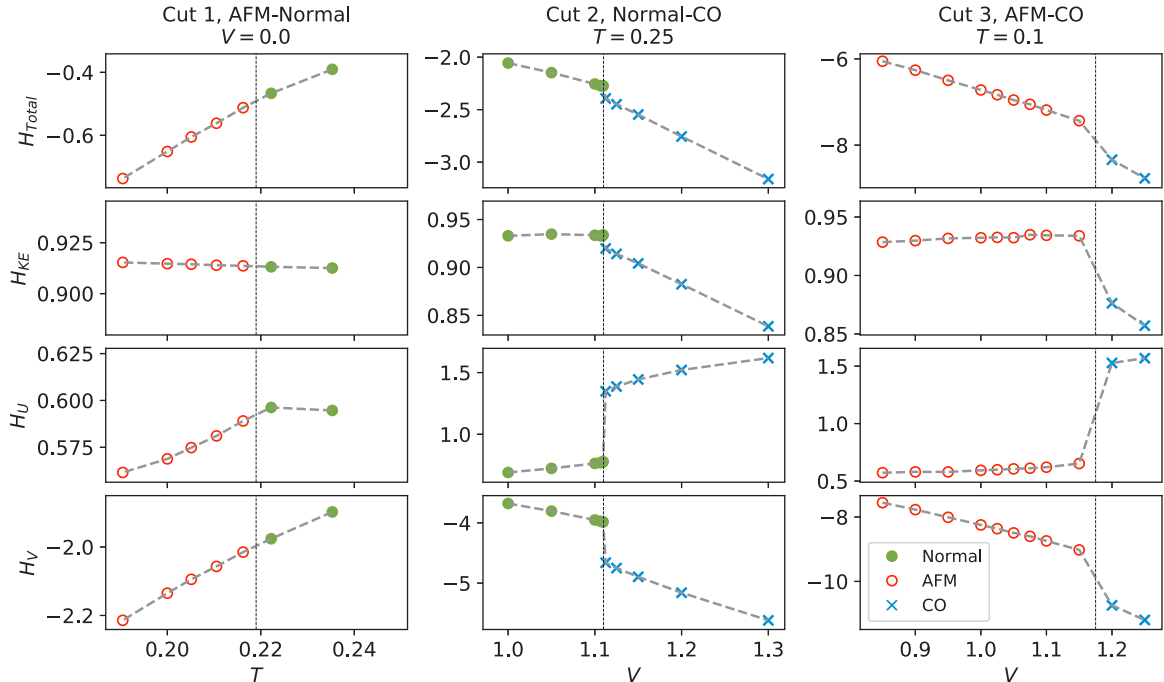 Cut 1, AFM-Normal
V = 0.0
Cut 2, Normal-CO
T = 0.25
Cut 3, AFM-CO
T = 0.1
H_Total
−0.4
−0.6
−2.0
−2.5
−3.0
−6
−8
H_KE
0.925
0.900
0.95
0.90
0.85
0.95
0.90
0.85
H_U
0.625
0.600
0.575
1.5
1.0
1.5
1.0
0.5
H_V
−2.0
−2.2
−4
−5
−8
−10
Normal
AFM
CO
0.20
0.22
0.24
1.0
1.1
1.2
1.3
0.9
1.0
1.1
1.2
T
V
V